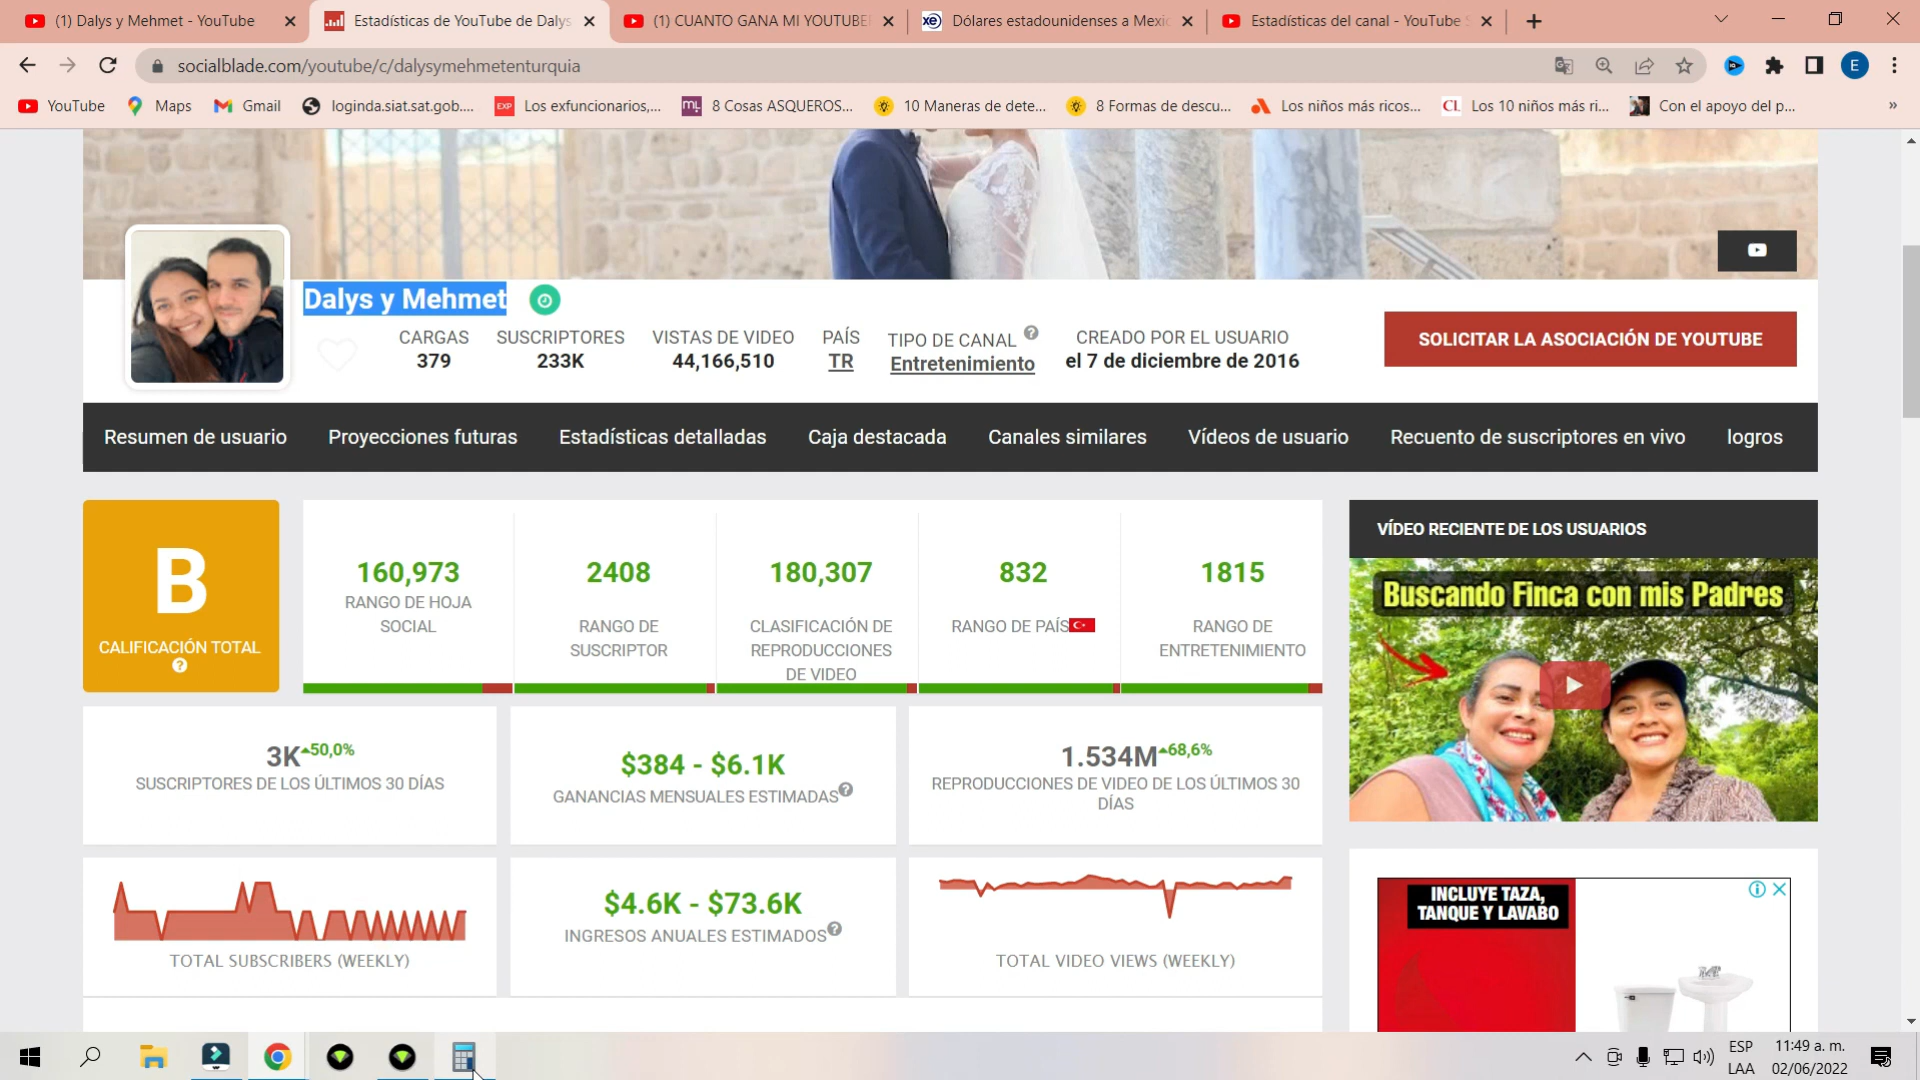 (1) Dalys y Mehmet - YouTube
Estadísticas de YouTube de Dalys
(1) CUANTO GANA MI YOUTUBE
Dólares estadounidenses a Mexic
Estadísticas del canal - YouTube S
socialblade.com/youtube/c/dalysymehmetenturquia
E
YouTube
Maps
Gmail
loginda.siat.sat.gob....
Los exfuncionarios,...
8 Cosas ASQUEROS...
10 Maneras de dete...
8 Formas de descu...
Los niños más ricos...
Los 10 niños más ri...
Con el apoyo del p...
»
Dalys y Mehmet
CARGAS
379
SUSCRIPTORES
233K
VISTAS DE VIDEO
44,166,510
PAÍS
TR
TIPO DE CANAL
Entretenimiento
CREADO POR EL USUARIO
el 7 de diciembre de 2016
SOLICITAR LA ASOCIACIÓN DE YOUTUBE
Resumen de usuario
Proyecciones futuras
Estadísticas detalladas
Caja destacada
Canales similares
Vídeos de usuario
Recuento de suscriptores en vivo
logros
B
CALIFICACIÓN TOTAL
160,973
RANGO DE HOJA
SOCIAL
2408
RANGO DE
SUSCRIPTOR
180,307
CLASIFICACIÓN DE
REPRODUCCIONES
DE VIDEO
832
RANGO DE PAÍS
1815
RANGO DE
ENTRETENIMIENTO
VÍDEO RECIENTE DE LOS USUARIOS
Buscando Finca con mis Padres
3K 50,0%
SUSCRIPTORES DE LOS ÚLTIMOS 30 DÍAS
$384 - $6.1K
GANANCIAS MENSUALES ESTIMADAS
1.534M 68,6%
REPRODUCCIONES DE VIDEO DE LOS ÚLTIMOS 30
DÍAS
TOTAL SUBSCRIBERS (WEEKLY)
$4.6K - $73.6K
INGRESOS ANUALES ESTIMADOS
TOTAL VIDEO VIEWS (WEEKLY)
INCLUYE TAZA,
TANQUE Y LAVABO
ESP
LAA
11:49 a. m.
02/06/2022